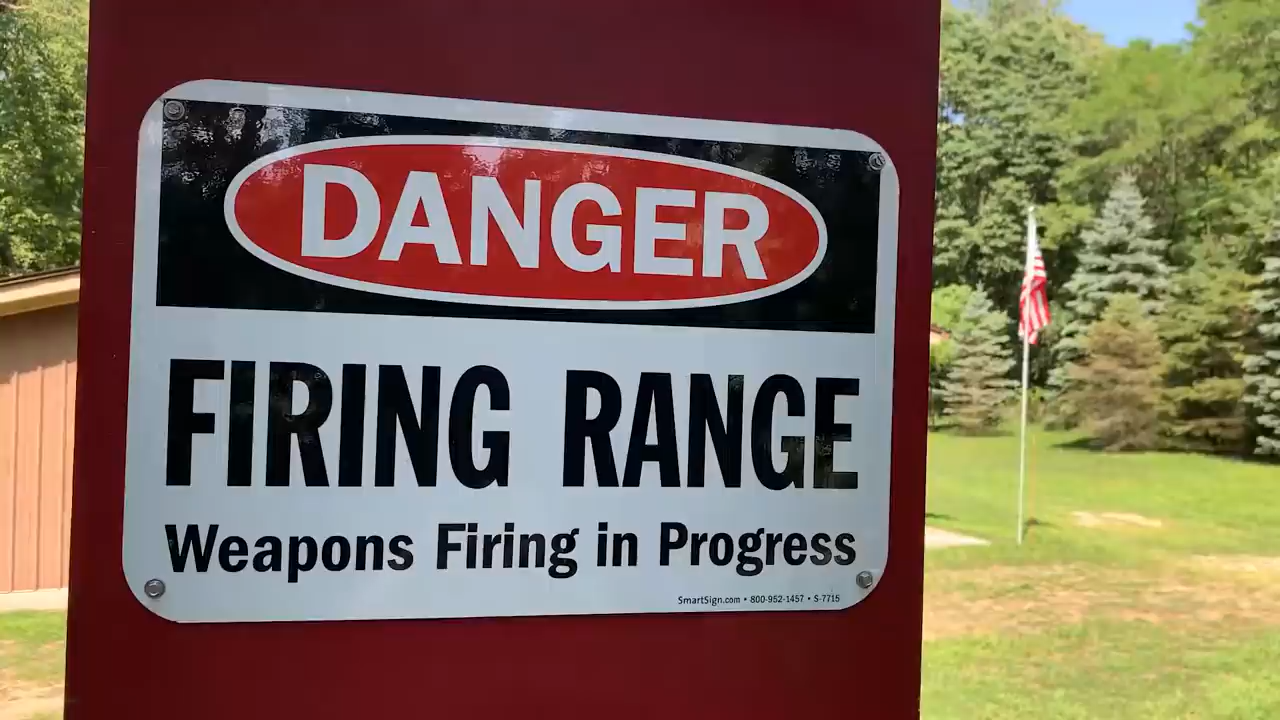 DANGER
FIRING RANGE
Weapons Firing in Progress
SmartSign.com • 800-952-1457 • S-7715